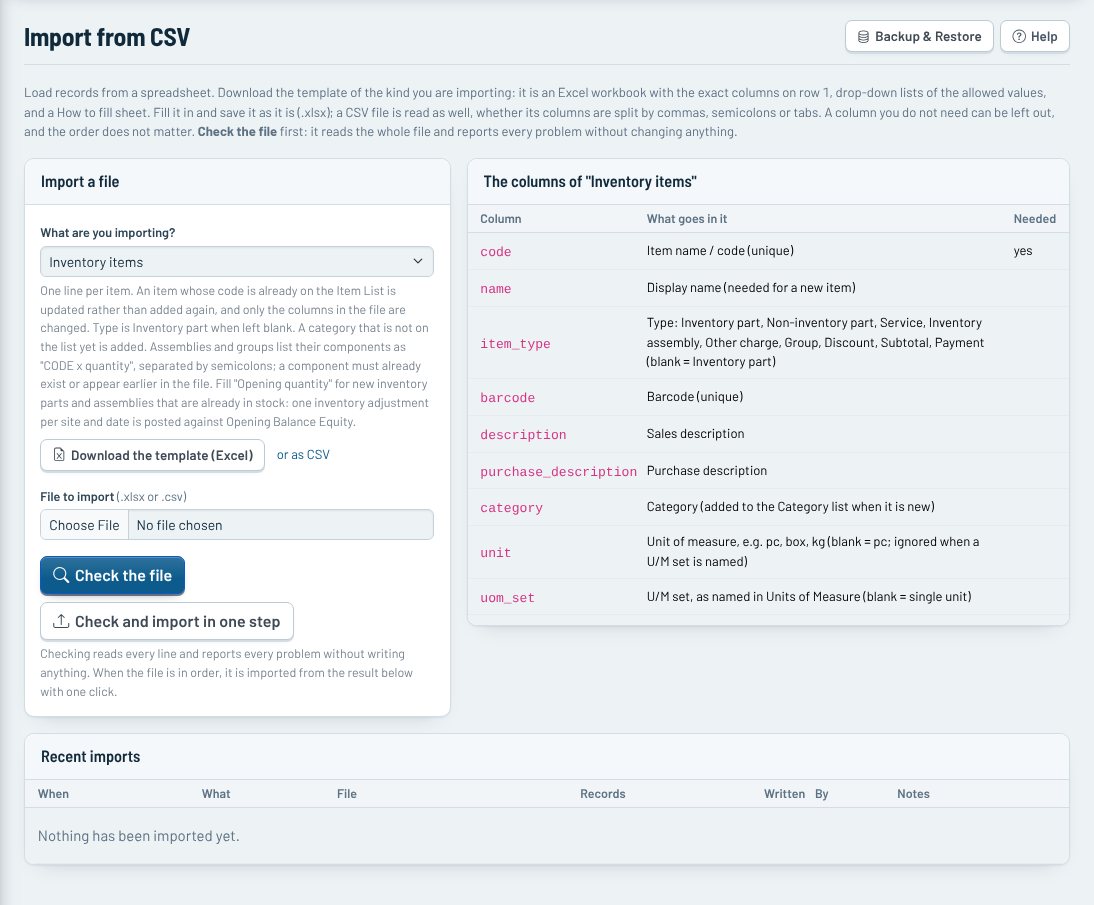 Import from CSV
Backup & Restore
Help
Load records from a spreadsheet. Download the template of the kind you are importing: it is an Excel workbook with the exact columns on row 1, drop-down lists of the allowed values,
and a How to fill sheet. Fill it in and save it as it is (.xlsx); a CSV file is read as well, whether its columns are split by commas, semicolons or tabs. A column you do not need can be left out,
and the order does not matter. Check the file first: it reads the whole file and reports every problem without changing anything.
Import a file
What are you importing?
Inventory items
One line per item. An item whose code is already on the Item List is
updated rather than added again, and only the columns in the file are
changed. Type is Inventory part when left blank. A category that is not on
the list yet is added. Assemblies and groups list their components as
"CODE x quantity", separated by semicolons; a component must already
exist or appear earlier in the file. Fill "Opening quantity" for new inventory
parts and assemblies that are already in stock: one inventory adjustment
per site and date is posted against Opening Balance Equity.
Download the template (Excel)
or as CSV
File to import (.xlsx or .csv)
Choose File No file chosen
Check the file
Check and import in one step
Checking reads every line and reports every problem without writing
anything. When the file is in order, it is imported from the result below
with one click.
The columns of "Inventory items"
Column What goes in it Needed
code Item name / code (unique) yes
name Display name (needed for a new item)
item_type Type: Inventory part, Non-inventory part, Service, Inventory
assembly, Other charge, Group, Discount, Subtotal, Payment
(blank = Inventory part)
barcode Barcode (unique)
description Sales description
purchase_description Purchase description
category Category (added to the Category list when it is new)
unit Unit of measure, e.g. pc, box, kg (blank = pc; ignored when a
U/M set is named)
uom_set U/M set, as named in Units of Measure (blank = single unit)
Recent imports
When What File Records Written By Notes
Nothing has been imported yet.